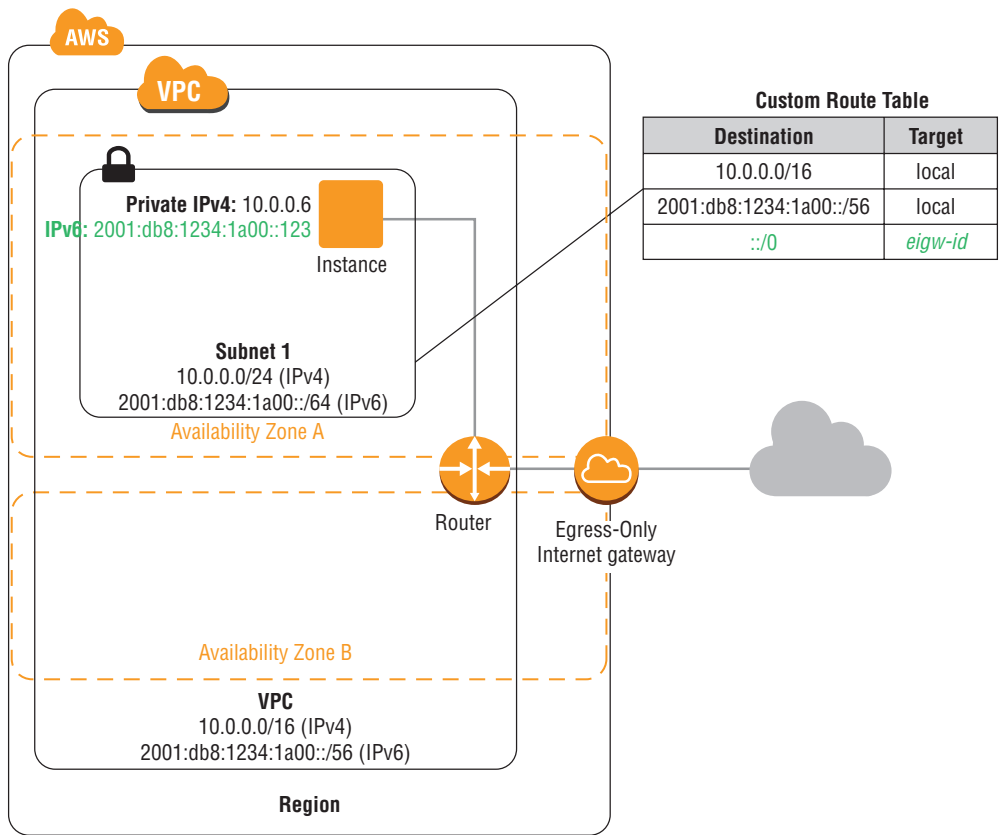 AWS
VPC
Custom Route Table
Destination Target
10.0.0.0/16 local
2001:db8:1234:1a00::/56 local
::/0 eigw-id
Private IPv4: 10.0.0.6
IPv6: 2001:db8:1234:1a00::123
Instance
Subnet 1
10.0.0.0/24 (IPv4)
2001:db8:1234:1a00::/64 (IPv6)
Availability Zone A
Router
Egress-Only
Internet gateway
Availability Zone B
VPC
10.0.0.0/16 (IPv4)
2001:db8:1234:1a00::/56 (IPv6)
Region